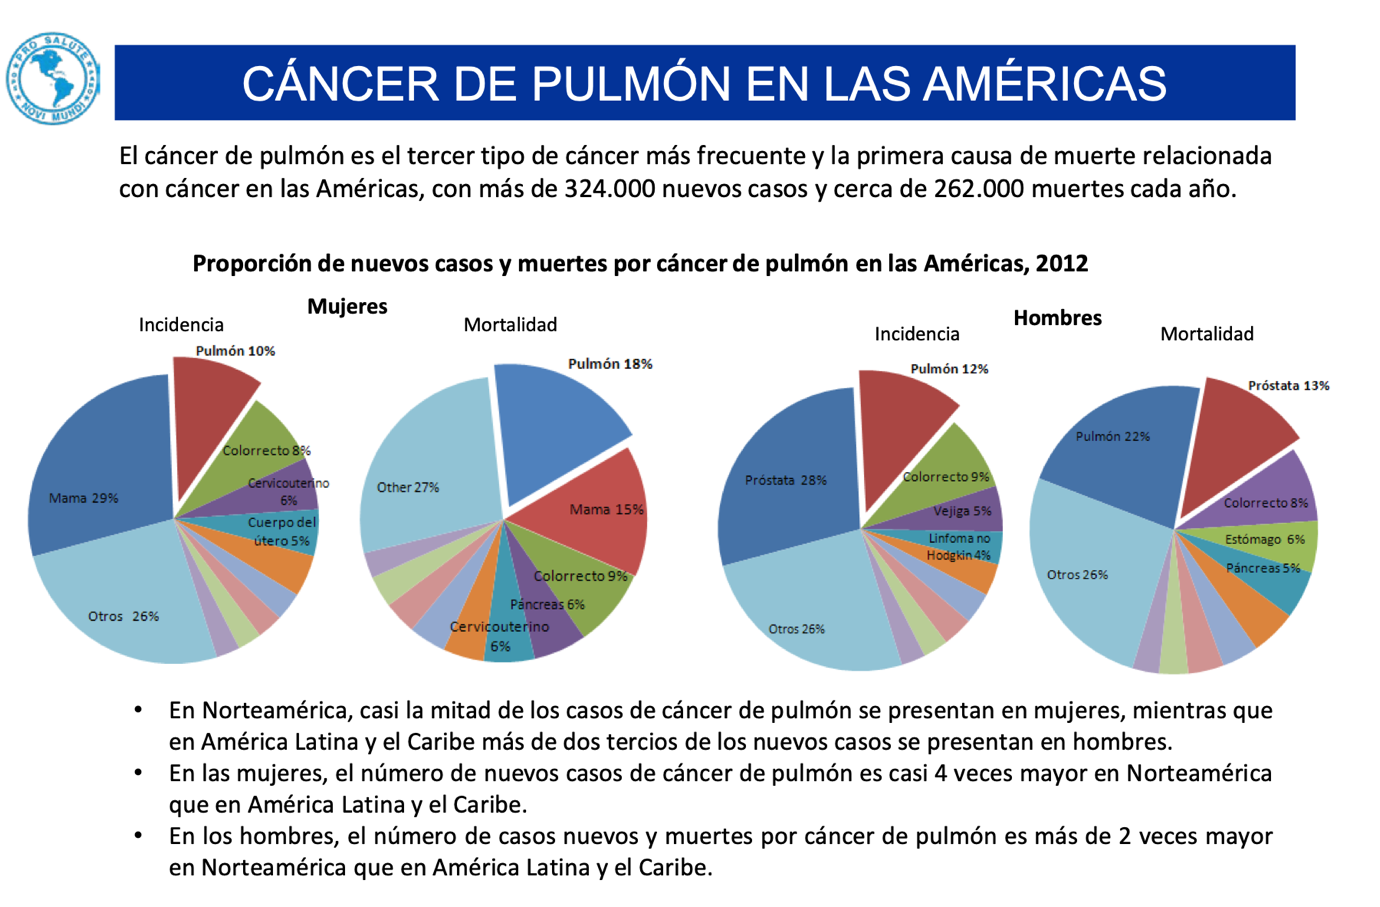 PRO SALUTE
NOVI MUNDI
CÁNCER DE PULMÓN EN LAS AMÉRICAS
El cáncer de pulmón es el tercer tipo de cáncer más frecuente y la primera causa de muerte relacionada
con cáncer en las Américas, con más de 324.000 nuevos casos y cerca de 262.000 muertes cada año.
Proporción de nuevos casos y muertes por cáncer de pulmón en las Américas, 2012
Mujeres
Incidencia
Pulmón 10%
Colorrecto 8%
Cervicouterino
6%
Cuerpo del
útero 5%
Otros 26%
Mama 29%
Mortalidad
Pulmón 18%
Mama 15%
Colorrecto 9%
Páncreas 6%
Cervicouterino
6%
Other 27%
Hombres
Incidencia
Pulmón 12%
Colorrecto 9%
Vejiga 5%
Linfoma no
Hodgkin 4%
Otros 26%
Próstata 28%
Mortalidad
Próstata 13%
Colorrecto 8%
Estómago 6%
Páncreas 5%
Otros 26%
Pulmón 22%
• En Norteamérica, casi la mitad de los casos de cáncer de pulmón se presentan en mujeres, mientras que
en América Latina y el Caribe más de dos tercios de los nuevos casos se presentan en hombres.
• En las mujeres, el número de nuevos casos de cáncer de pulmón es casi 4 veces mayor en Norteamérica
que en América Latina y el Caribe.
• En los hombres, el número de casos nuevos y muertes por cáncer de pulmón es más de 2 veces mayor
en Norteamérica que en América Latina y el Caribe.